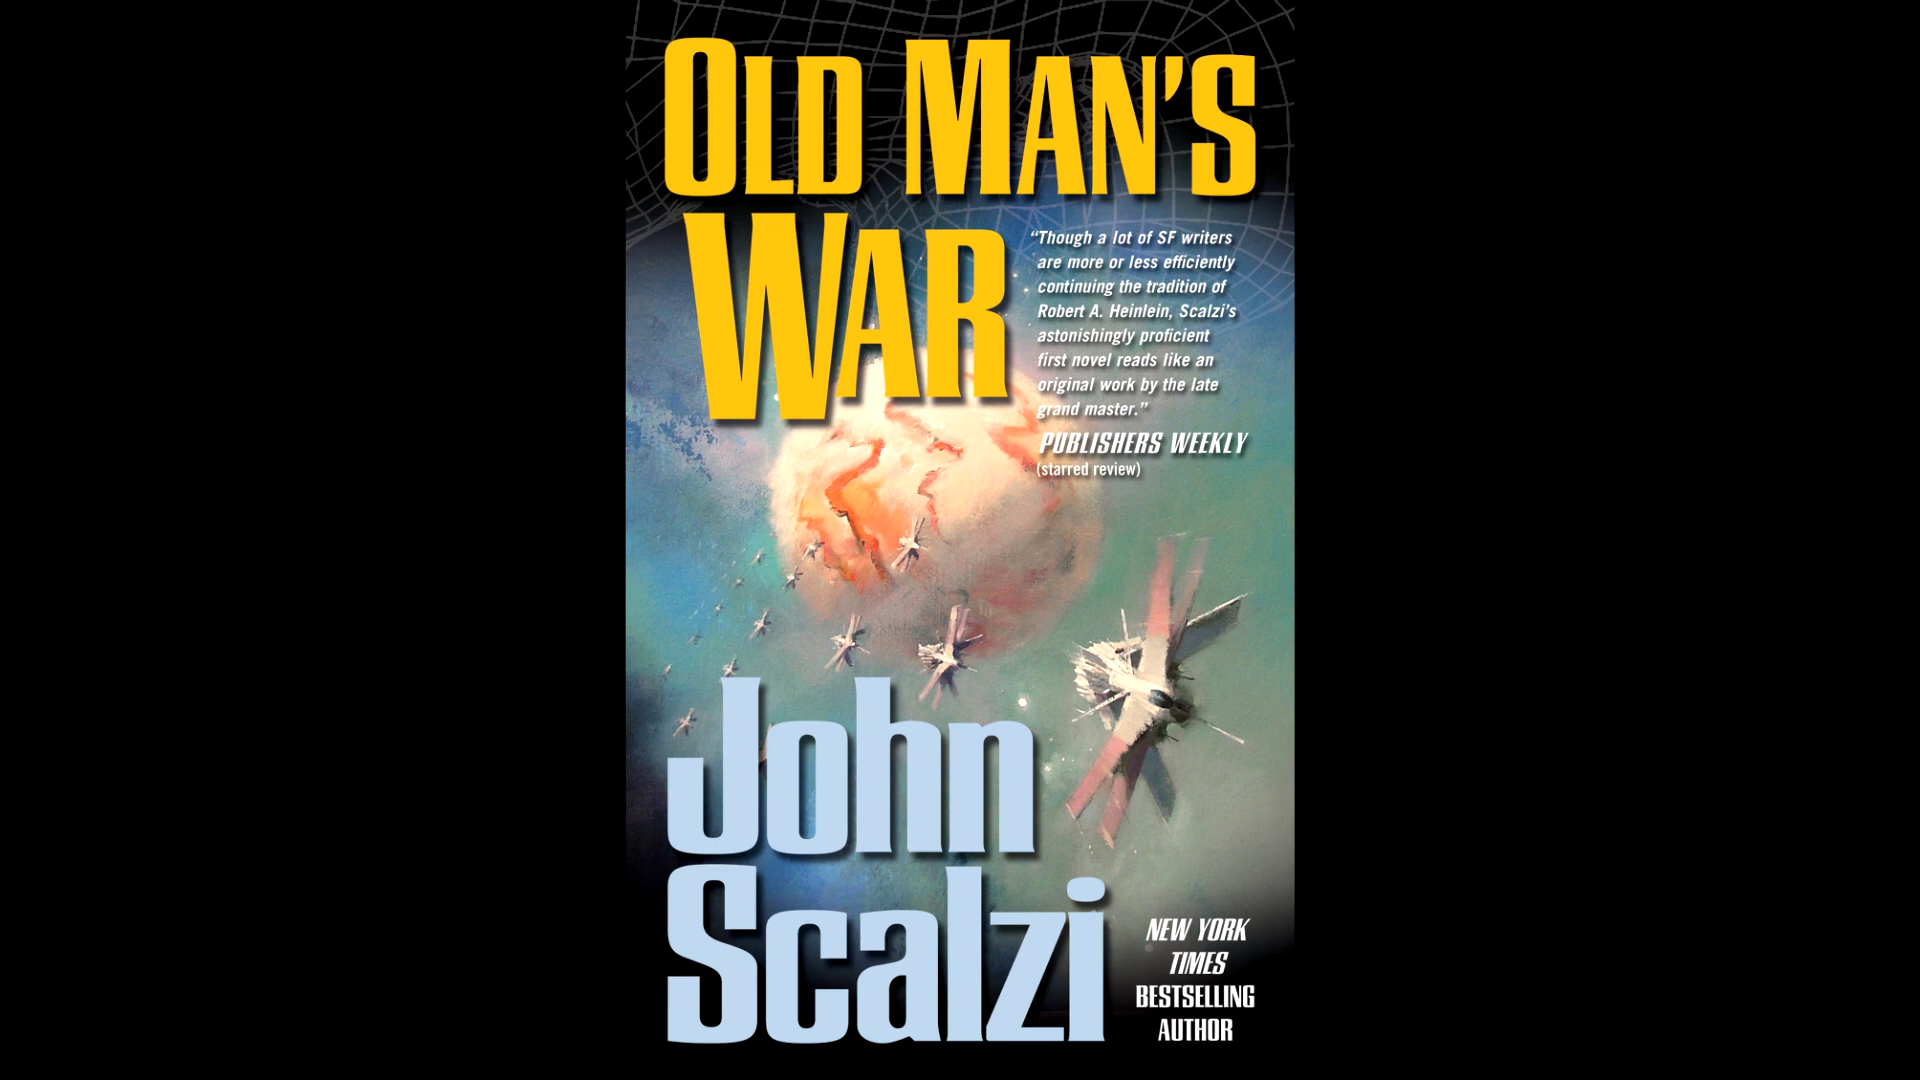 OLD MAN'S
WAR
“Though a lot of SF writers
are more or less efficiently
continuing the tradition of
Robert A. Heinlein, Scalzi’s
astonishingly proficient
first novel reads like an
original work by the late
grand master.”
PUBLISHERS WEEKLY
(starred review)
John
Scalzi
NEW YORK
TIMES
BESTSELLING
AUTHOR